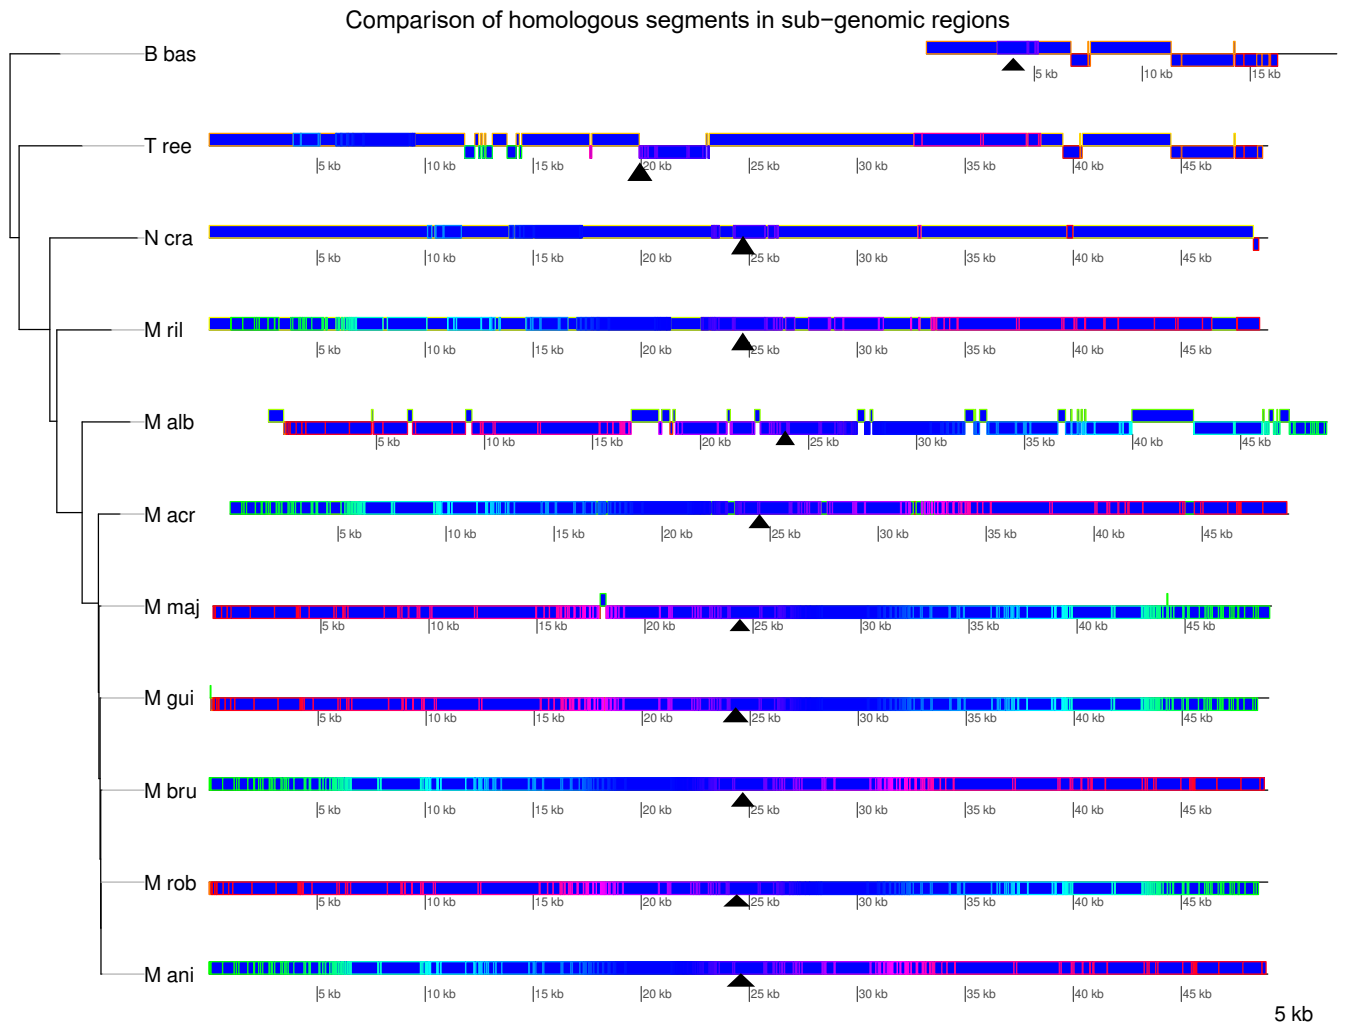 Comparison of homologous segments in sub−genomic regions
B bas
5 kb 10 kb 15 kb
T ree
5 kb 10 kb 15 kb 20 kb 25 kb 30 kb 35 kb 40 kb 45 kb
N cra
5 kb 10 kb 15 kb 20 kb 25 kb 30 kb 35 kb 40 kb 45 kb
M ril
5 kb 10 kb 15 kb 20 kb 25 kb 30 kb 35 kb 40 kb 45 kb
M alb
5 kb 10 kb 15 kb 20 kb 25 kb 30 kb 35 kb 40 kb 45 kb
M acr
5 kb 10 kb 15 kb 20 kb 25 kb 30 kb 35 kb 40 kb 45 kb
M maj
5 kb 10 kb 15 kb 20 kb 25 kb 30 kb 35 kb 40 kb 45 kb
M gui
5 kb 10 kb 15 kb 20 kb 25 kb 30 kb 35 kb 40 kb 45 kb
M bru
5 kb 10 kb 15 kb 20 kb 25 kb 30 kb 35 kb 40 kb 45 kb
M rob
5 kb 10 kb 15 kb 20 kb 25 kb 30 kb 35 kb 40 kb 45 kb
M ani
5 kb 10 kb 15 kb 20 kb 25 kb 30 kb 35 kb 40 kb 45 kb
5 kb